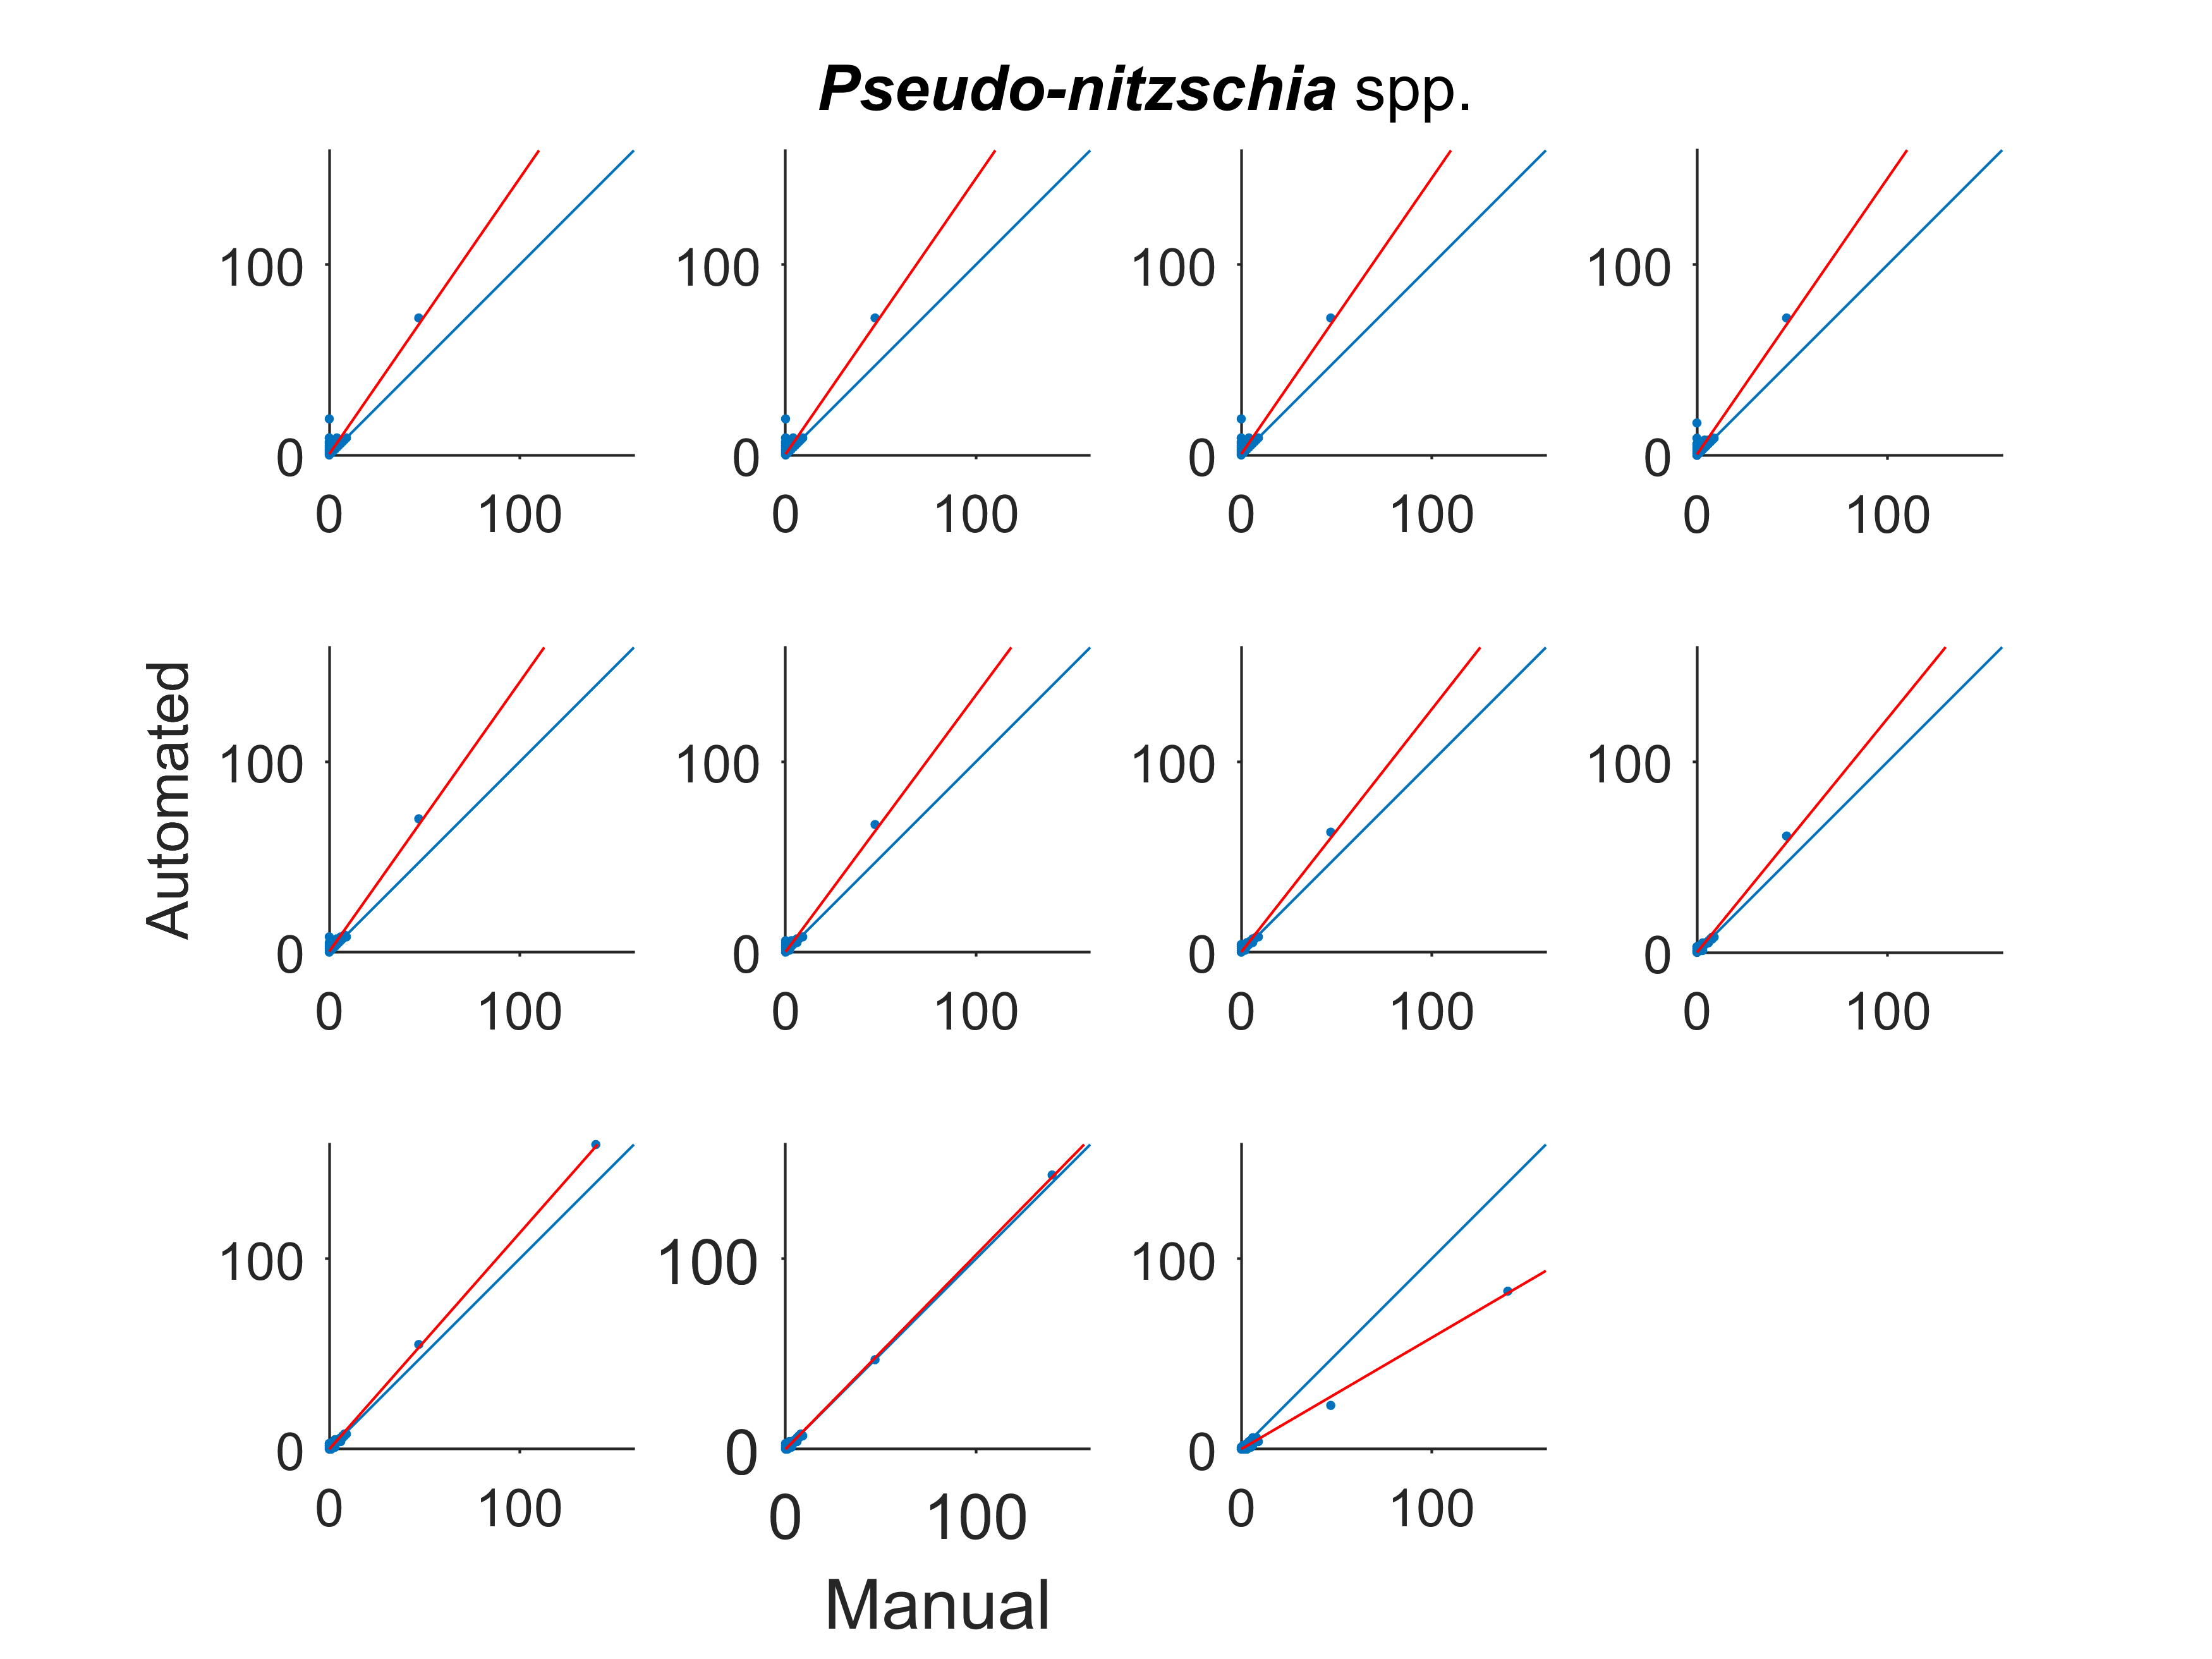 Pseudo-nitzschia spp.
100 100 100 100
0 0 0 0
0 100 0 100 0 100 0 100
Automated
100 100 100 100
0 0 0 0
0 100 0 100 0 100 0 100
100 100 100
0 0 0
0 100 0 100 0 100
Manual